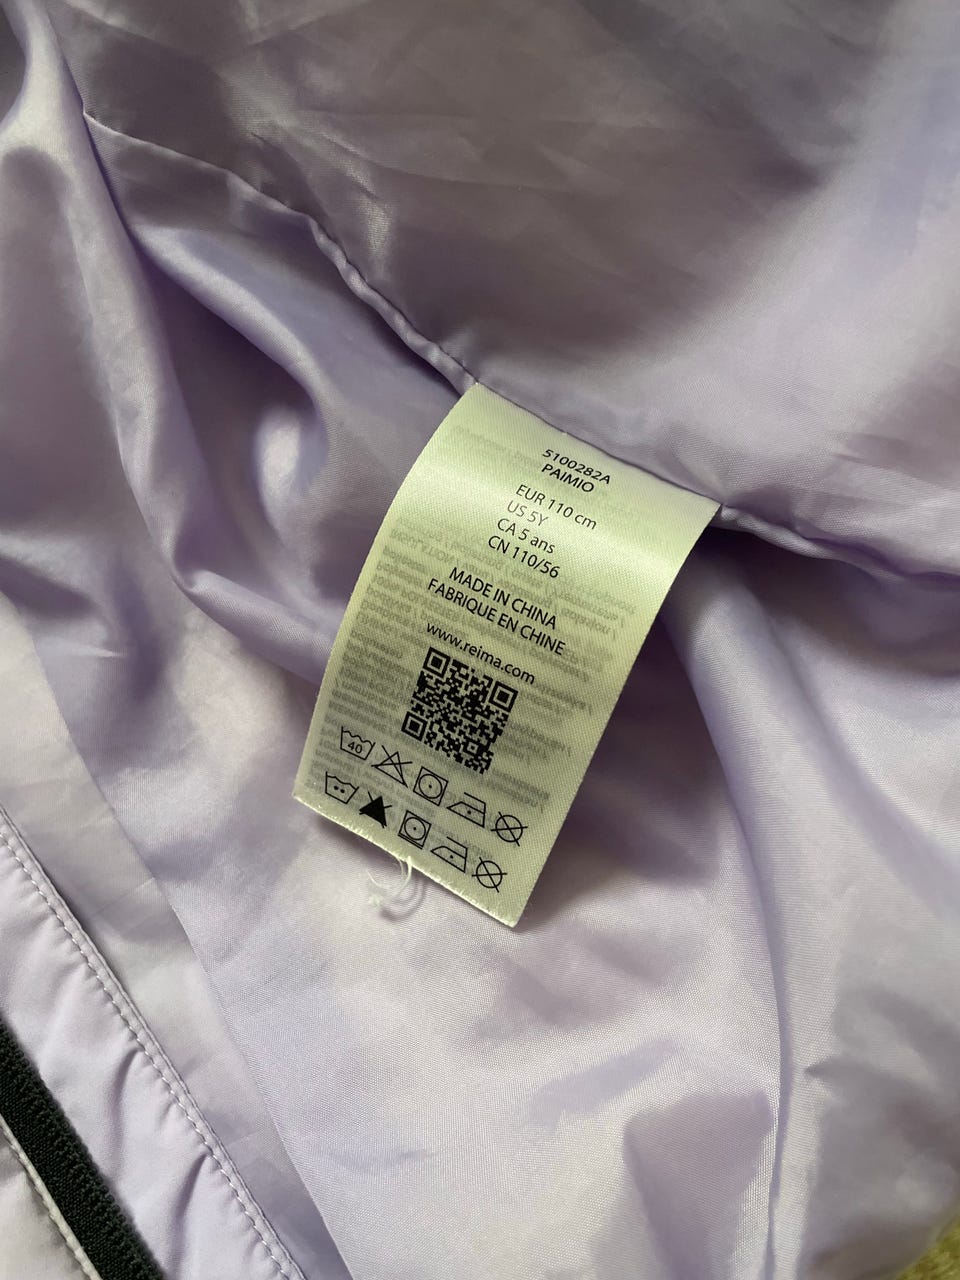 5100282A
PAIMIO
EUR 110 cm
US 5Y
CA 5 ans
CN 110/56
MADE IN CHINA
FABRIQUE EN CHINE
www.reima.com
40